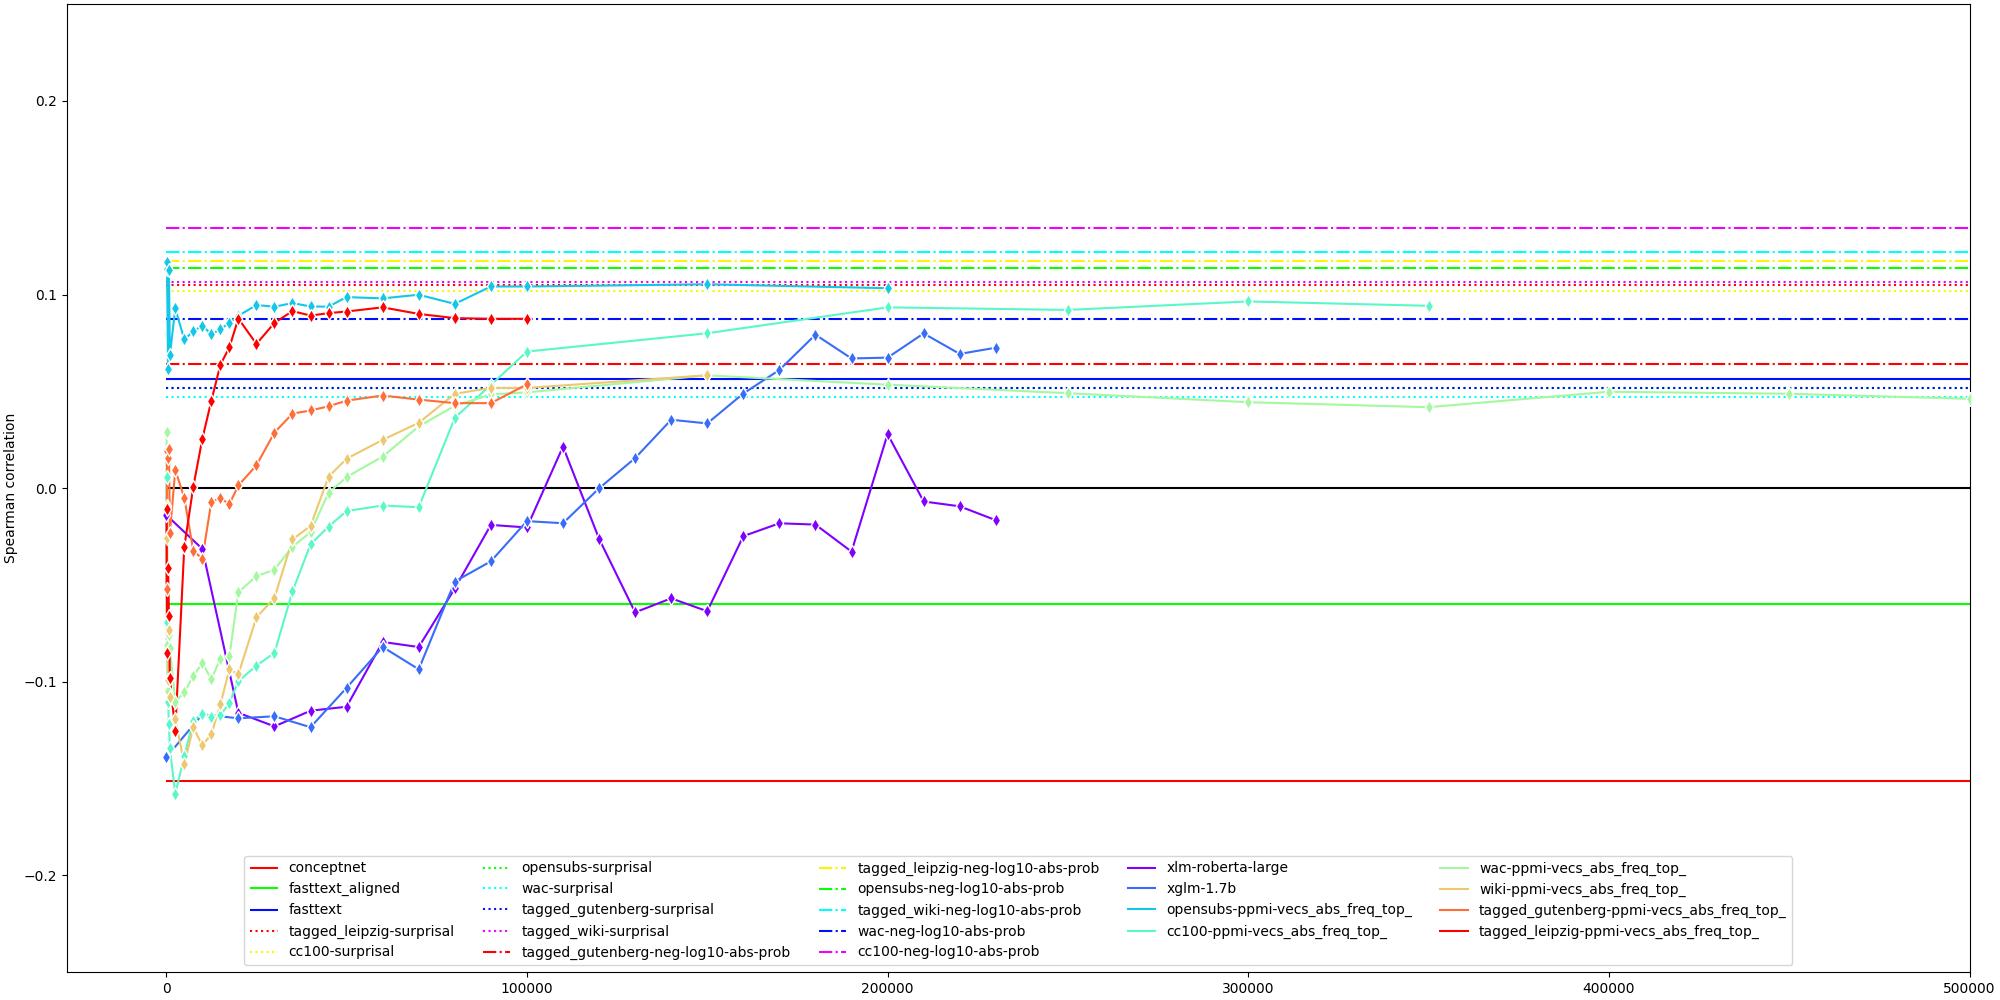 0.2
0.1
0.0
−0.1
−0.2
Spearman correlation
conceptnet
fasttext_aligned
fasttext
tagged_leipzig-surprisal
cc100-surprisal
opensubs-surprisal
wac-surprisal
tagged_gutenberg-surprisal
tagged_wiki-surprisal
tagged_gutenberg-neg-log10-abs-prob
tagged_leipzig-neg-log10-abs-prob
opensubs-neg-log10-abs-prob
tagged_wiki-neg-log10-abs-prob
wac-neg-log10-abs-prob
cc100-neg-log10-abs-prob
xlm-roberta-large
xglm-1.7b
opensubs-ppmi-vecs_abs_freq_top_
cc100-ppmi-vecs_abs_freq_top_
wac-ppmi-vecs_abs_freq_top_
wiki-ppmi-vecs_abs_freq_top_
tagged_gutenberg-ppmi-vecs_abs_freq_top_
tagged_leipzig-ppmi-vecs_abs_freq_top_
0 100000 200000 300000 400000 500000